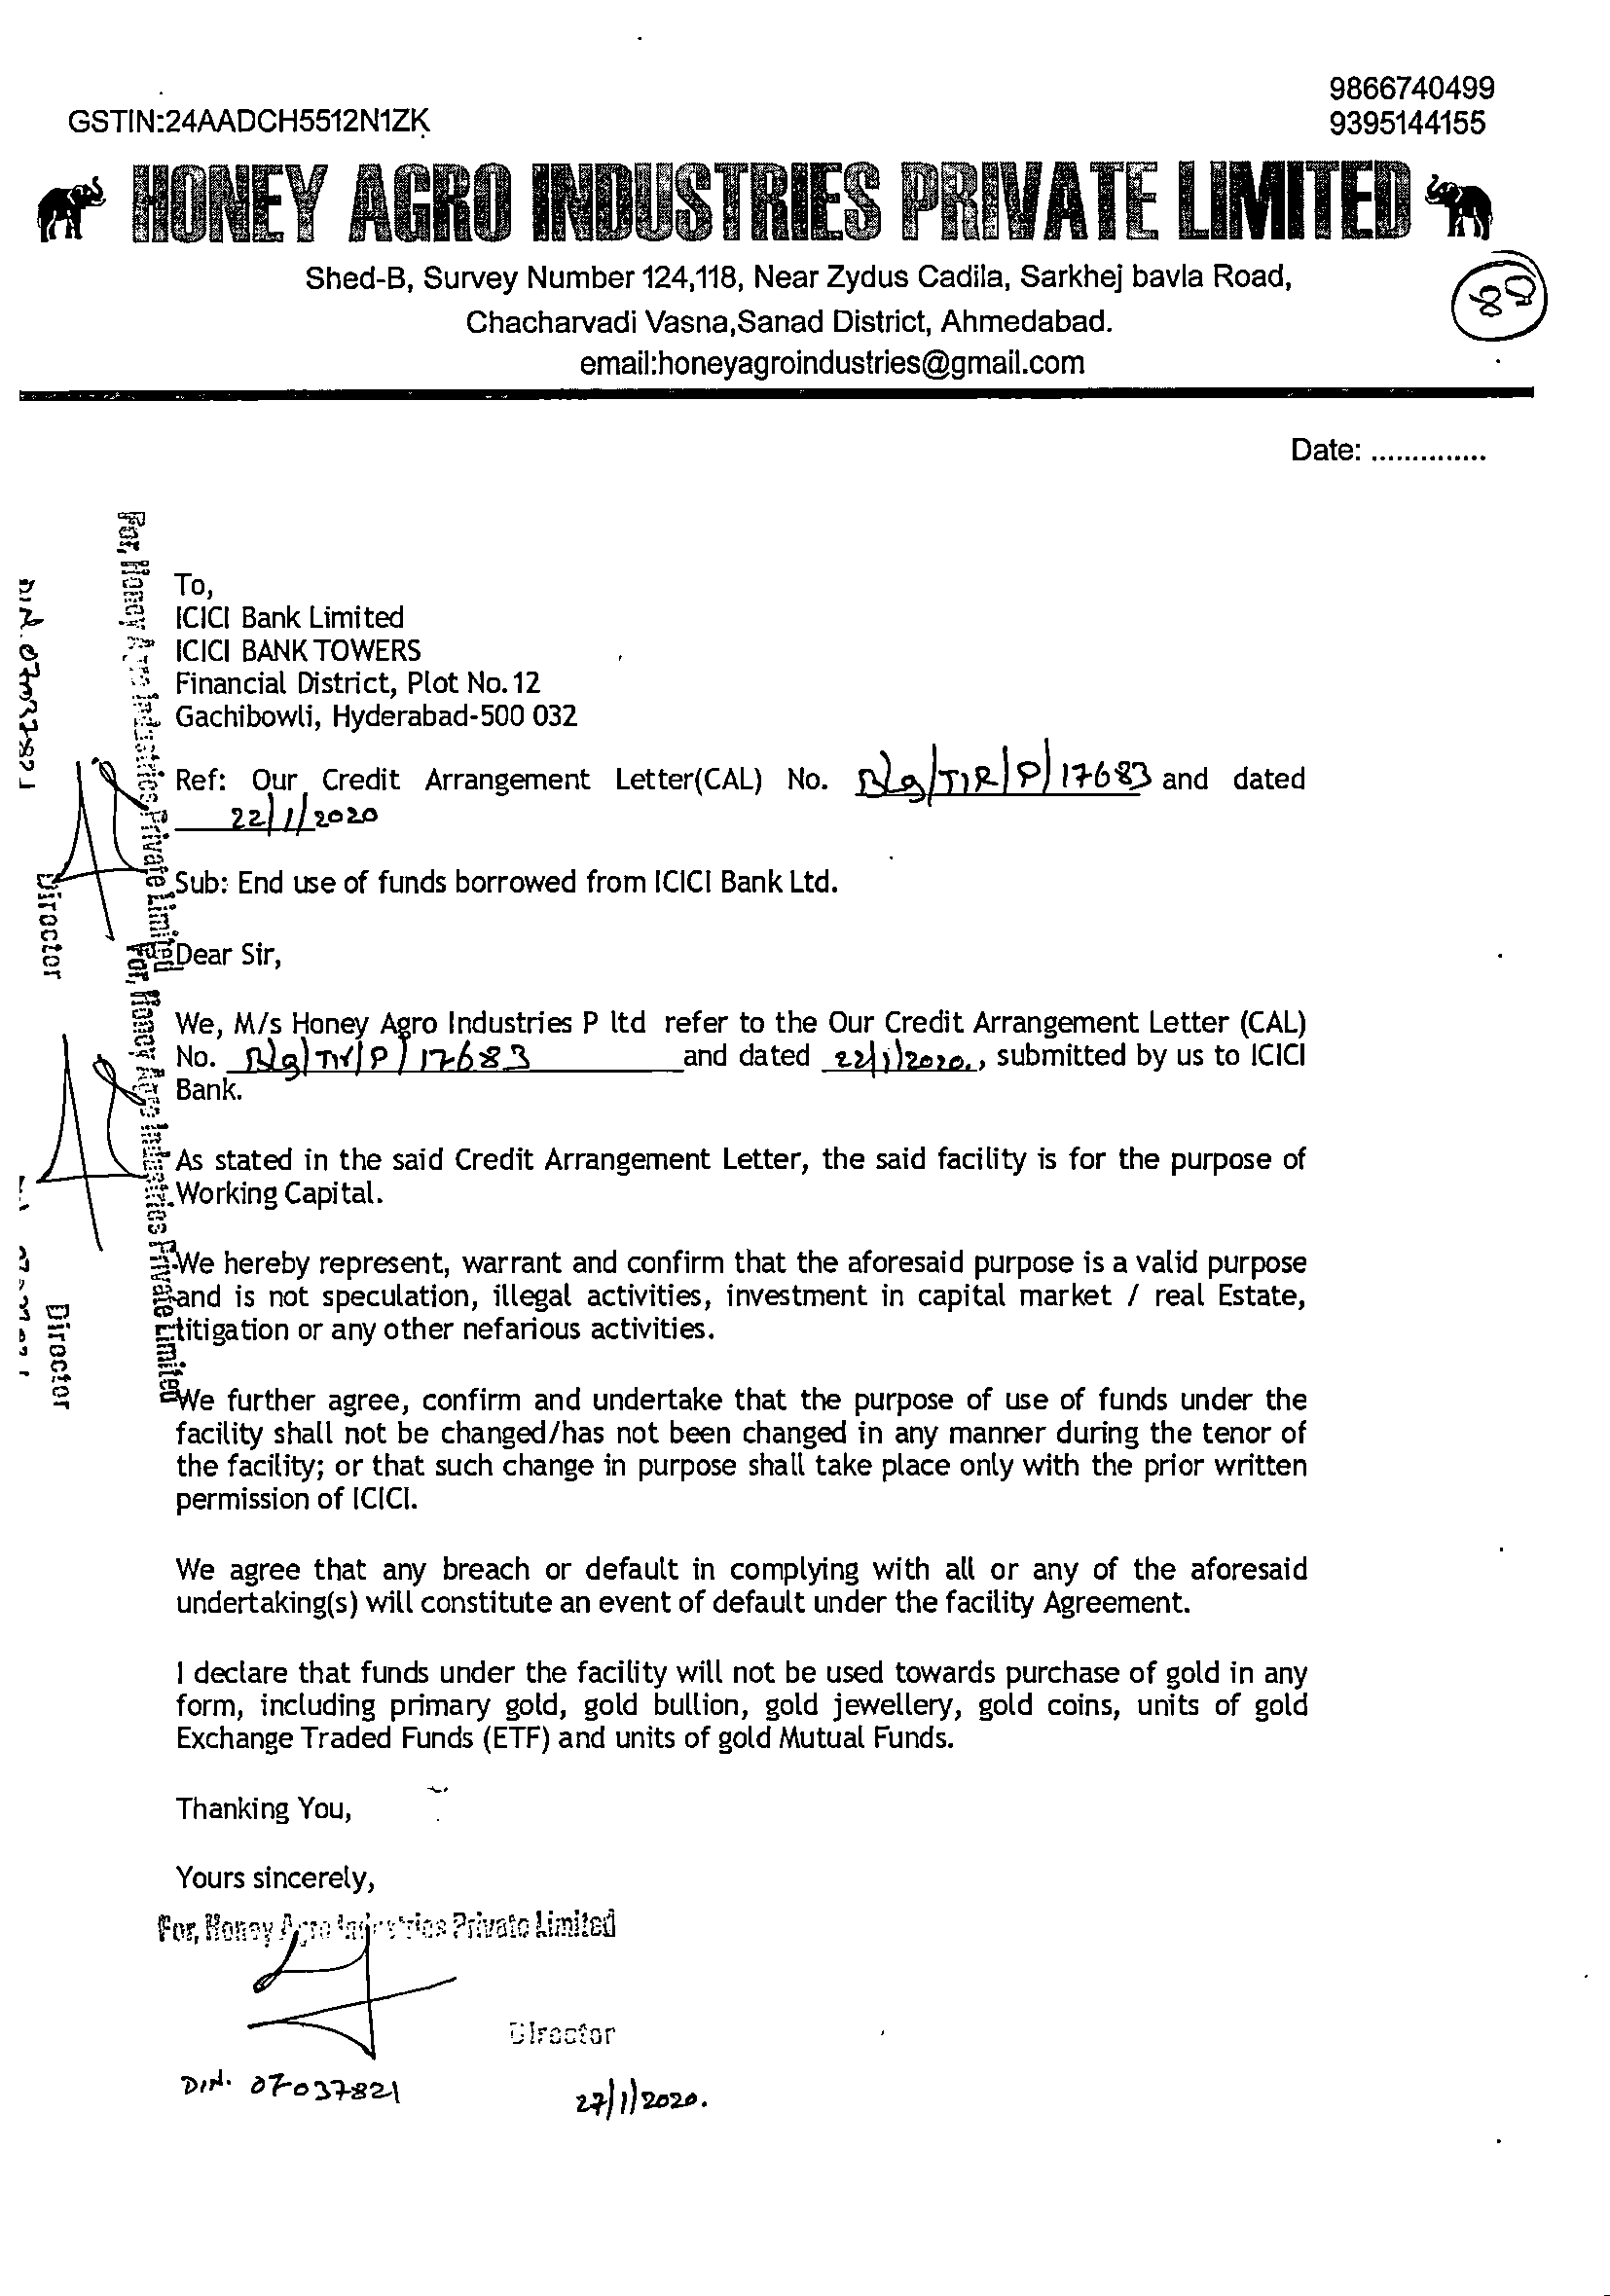 9866740499
GSTIN:24AADCH5512N1ZK
9395144155
HONEY AGRO INDUSTRIES PRIVATE LIMITED
Shed-B, Survey Number 124,118, Near Zydus Cadila, Sarkhej bavla Road,
Chacharvadi Vasna,Sanad District, Ahmedabad.
80
email:honeyagroindustries@gmail.com
Date: ..............
To,
ICICI Bank Limited
ICICI BANK TOWERS
Financial District, Plot No.12
Gachibowli, Hyderabad-500 032
Ref: Our Credit Arrangement Letter(CAL) No. Blg/TIR/P/17683 and dated
22/1/2020
Sub: End use of funds borrowed from ICICI Bank Ltd.
Dear Sir,
We, M/s Honey Agro Industries P ltd refer to the Our Credit Arrangement Letter (CAL)
No. Blg/TIR/P/17683 and dated 22/1/2020., submitted by us to ICICI
Bank.
As stated in the said Credit Arrangement Letter, the said facility is for the purpose of
Working Capital.
We hereby represent, warrant and confirm that the aforesaid purpose is a valid purpose
and is not speculation, illegal activities, investment in capital market / real Estate,
litigation or any other nefarious activities.
We further agree, confirm and undertake that the purpose of use of funds under the
facility shall not be changed/has not been changed in any manner during the tenor of
the facility; or that such change in purpose shall take place only with the prior written
permission of ICICI.
We agree that any breach or default in complying with all or any of the aforesaid
undertaking(s) will constitute an event of default under the facility Agreement.
I declare that funds under the facility will not be used towards purchase of gold in any
form, including primary gold, gold bullion, gold jewellery, gold coins, units of gold
Exchange Traded Funds (ETF) and units of gold Mutual Funds.
Thanking You,
Yours sincerely,
For, Honey Agro Industries Private Limited
Director
DIN. 07037821
27/1/2020.
For, Honey Agro Industries Private Limited
Director
For, Honey Agro Industries Private Limited
Director